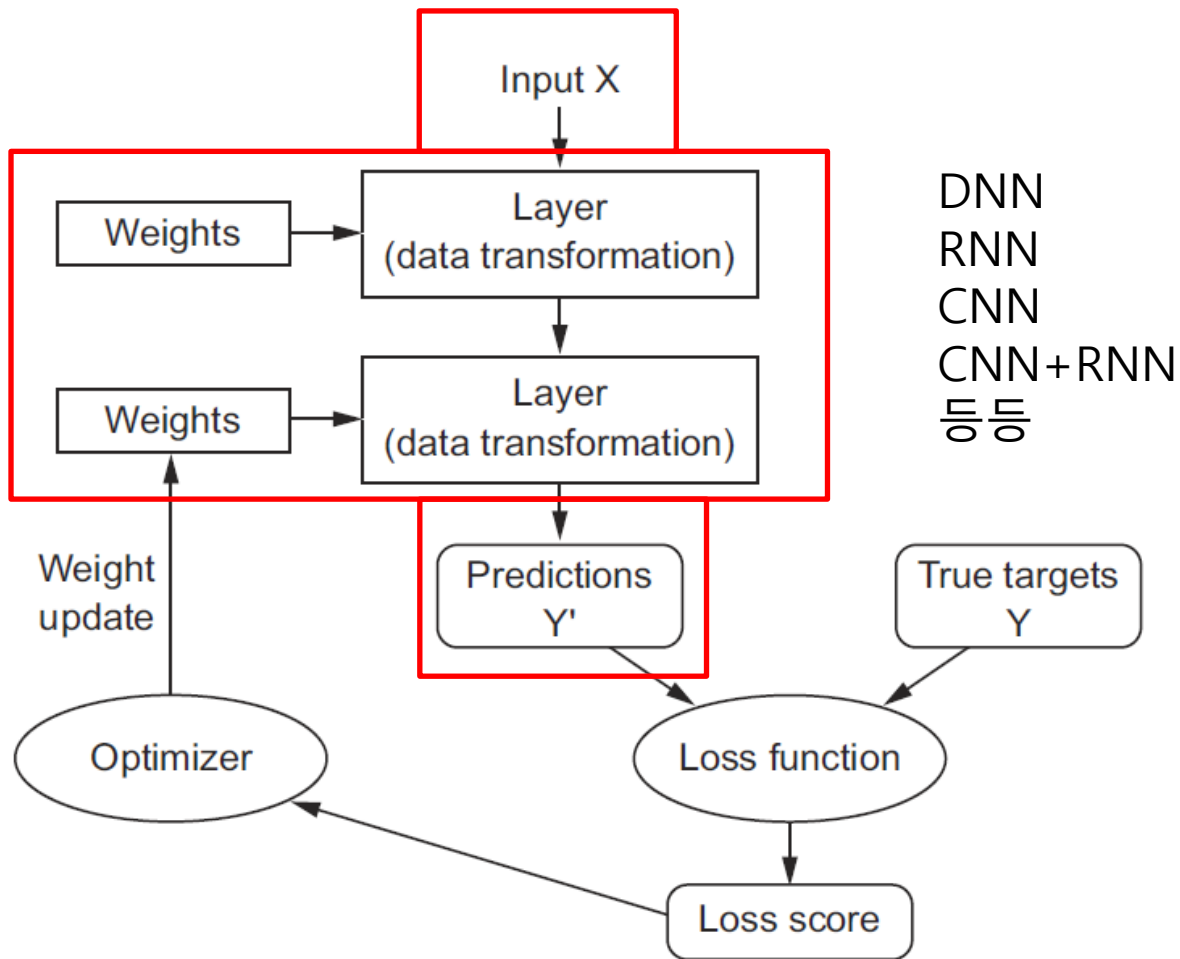 Input X
Weights
Layer
(data transformation)
Weights
Layer
(data transformation)
DNN
RNN
CNN
CNN+RNN
등등
Weight
update
Predictions
Y'
True targets
Y
Optimizer
Loss function
Loss score